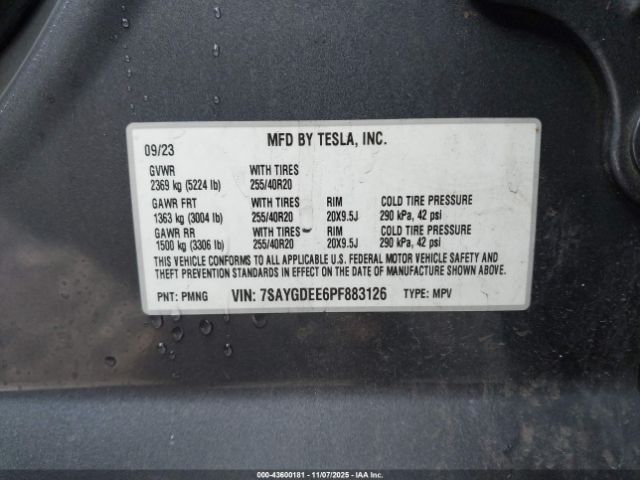 MFD BY TESLA, INC.
09/23
GVWR WITH TIRES
2369 kg (5224 lb) 255/40R20
GAWR FRT WITH TIRES RIM COLD TIRE PRESSURE
1363 kg (3004 lb) 255/40R20 20X9.5J 290 kPa, 42 psi
GAWR RR WITH TIRES RIM COLD TIRE PRESSURE
1500 kg (3306 lb) 255/40R20 20X9.5J 290 kPa, 42 psi
THIS VEHICLE CONFORMS TO ALL APPLICABLE U.S. FEDERAL MOTOR VEHICLE SAFETY AND
THEFT PREVENTION STANDARDS IN EFFECT ON THE DATE OF MANUFACTURE SHOWN ABOVE.
PNT: PMNG VIN: 7SAYGDEE6PF883126 TYPE: MPV
000-43600181 - 11/07/2025 - IAA Inc.